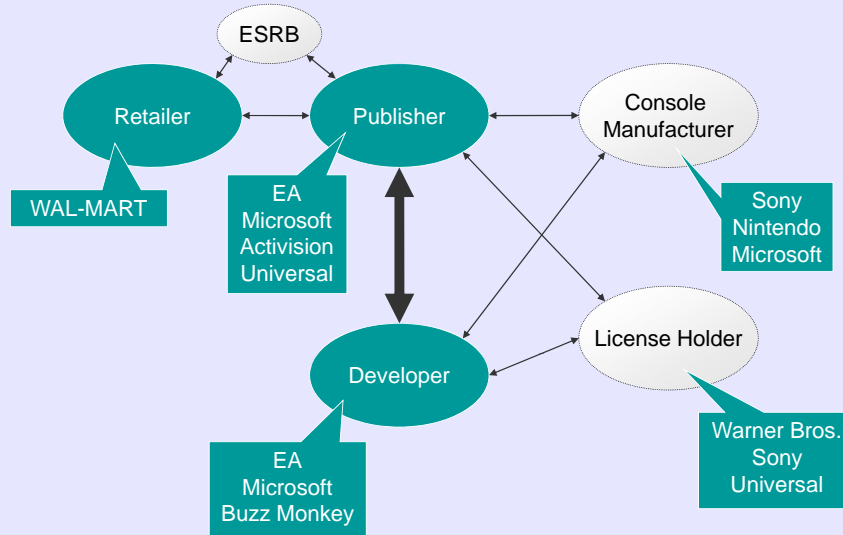 ESRB
Retailer
Publisher
Console
Manufacturer
WAL-MART
EA
Microsoft
Activision
Universal
Sony
Nintendo
Microsoft
Developer
License Holder
EA
Microsoft
Buzz Monkey
Warner Bros.
Sony
Universal